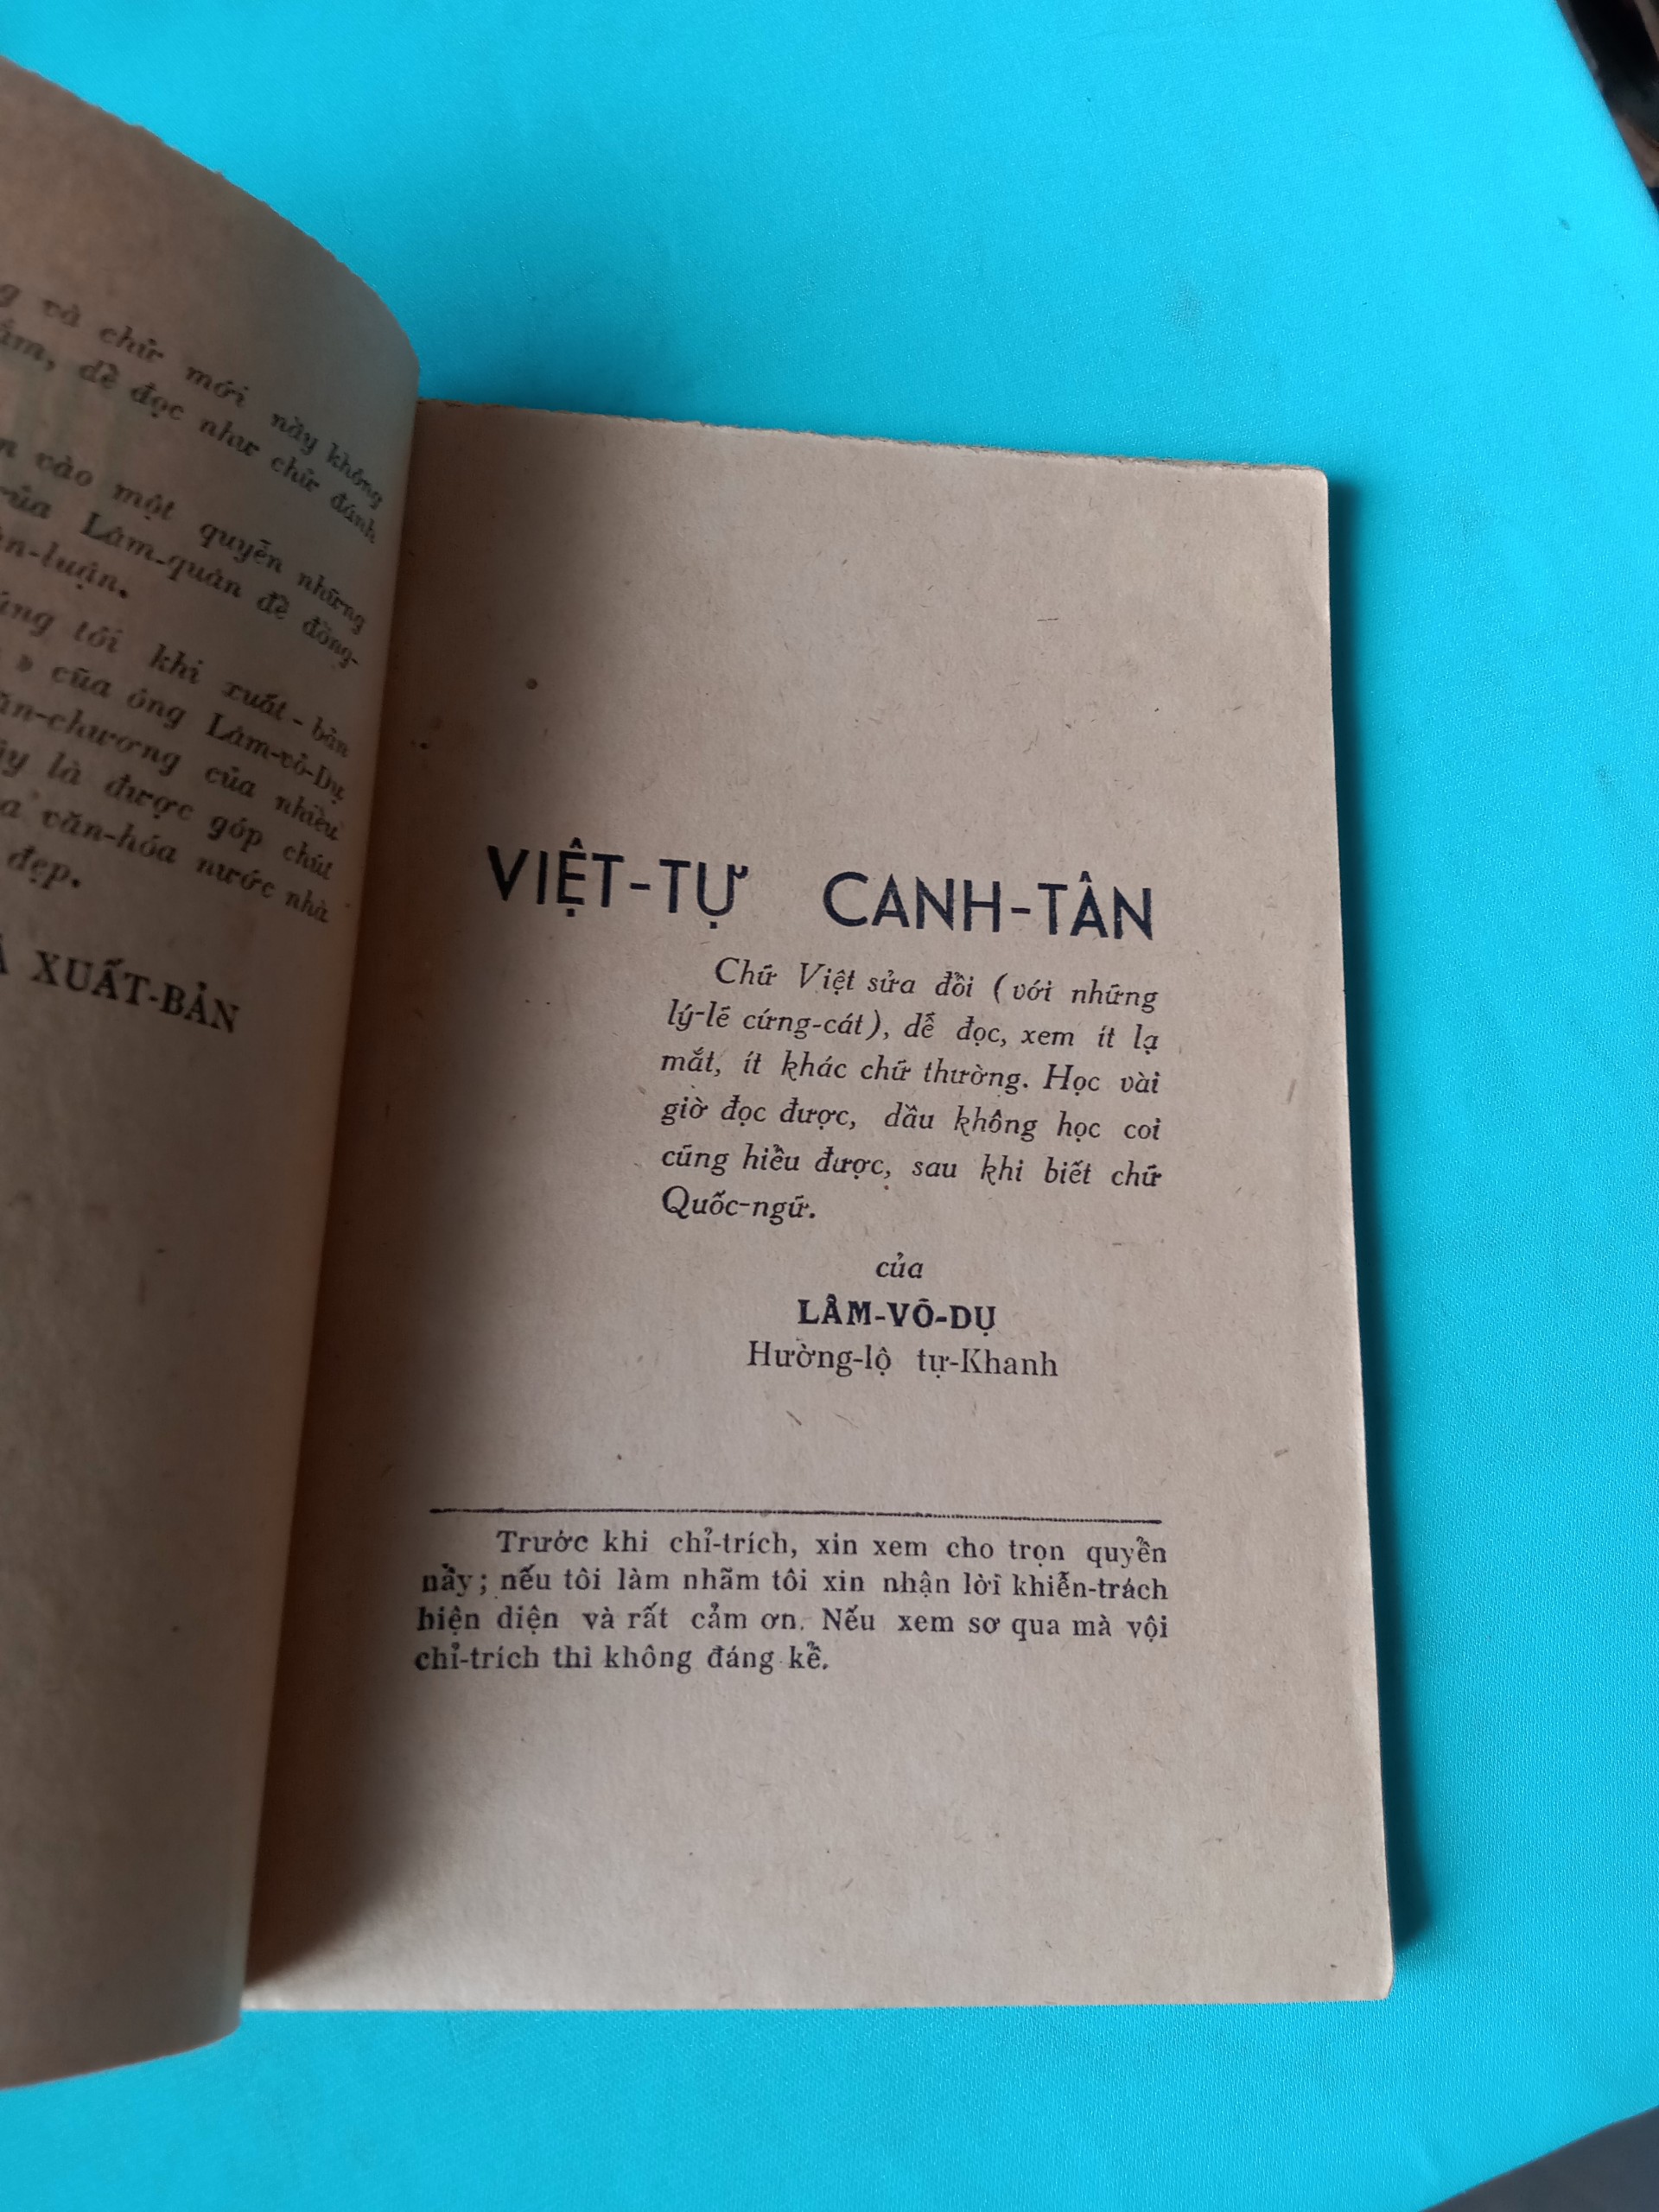 và chữ mới này không
dề đọc như chữ đánh
vào một quyển những
của Lâm-quân để đồng-
luận.
tôi khi xuất-bản
» cũa ông Lâm-võ-Dụ
chương của nhiều
là được góp chút
văn-hóa nước nhà
đẹp.
XUẤT-BẢN
VIỆT-TỰ CANH-TÂN
Chữ Việt sửa đổi (với những
lý-lẽ cứng-cát), dễ đọc, xem ít lạ
mắt, ít khác chữ thường. Học vài
giờ đọc được, dầu không học coi
cũng hiểu được, sau khi biết chữ
Quốc-ngữ.
của
LÂM-VÕ-DỤ
Hường-lộ tự-Khanh
Trước khi chỉ-trích, xin xem cho trọn quyển
nầy; nếu tôi làm nhãm tôi xin nhận lời khiễn-trách
hiện diện và rất cảm ơn. Nếu xem sơ qua mà vội
chỉ-trích thì không đáng kể.